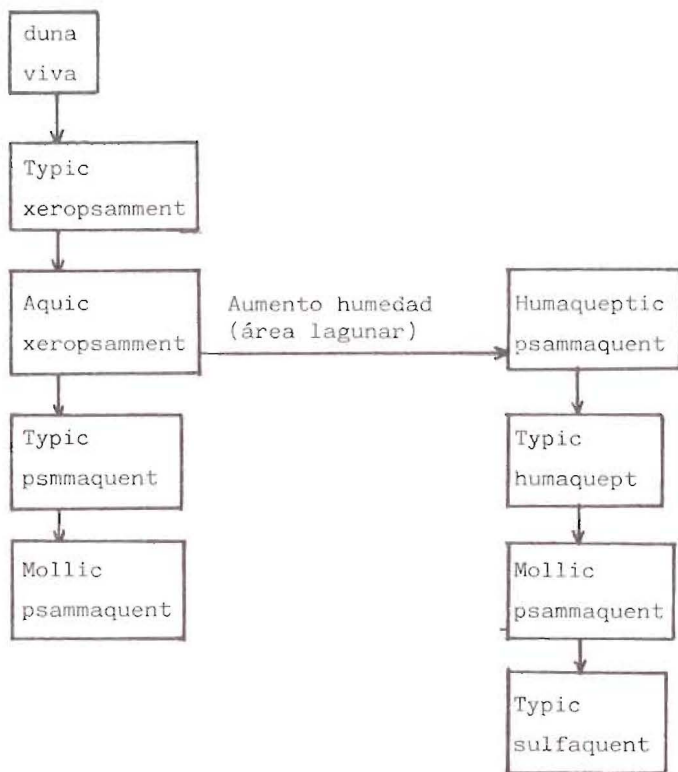 duna
viva
Typic
xeropsamment
Aquic
xeropsamment
Aumento humedad
(área lagunar)
Humaqueptic
psammaquent
Typic
psmmaquent
Typic
humaquept
Mollic
psammaquent
Mollic
psammaquent
Typic
sulfaquent